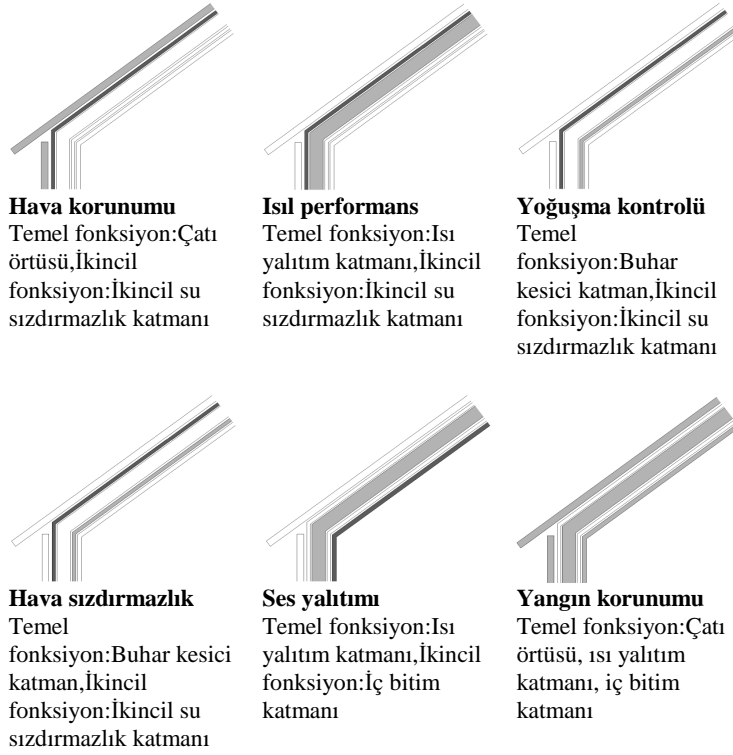 Hava korunumu
Temel fonksiyon:Çatı
örtüsü,İkincil
fonksiyon:İkincil su
sızdırmazlık katmanı
Isıl performans
Temel fonksiyon:Isı
yalıtım katmanı,İkincil
fonksiyon:İkincil su
sızdırmazlık katmanı
Yoğuşma kontrolü
Temel
fonksiyon:Buhar
kesici katman,İkincil
fonksiyon:İkincil su
sızdırmazlık katmanı
Hava sızdırmazlık
Temel
fonksiyon:Buhar kesici
katman,İkincil
fonksiyon:İkincil su
sızdırmazlık katmanı
Ses yalıtımı
Temel fonksiyon:Isı
yalıtım katmanı,İkincil
fonksiyon:İç bitim
katmanı
Yangın korunumu
Temel fonksiyon:Çatı
örtüsü, ısı yalıtım
katmanı, iç bitim
katmanı